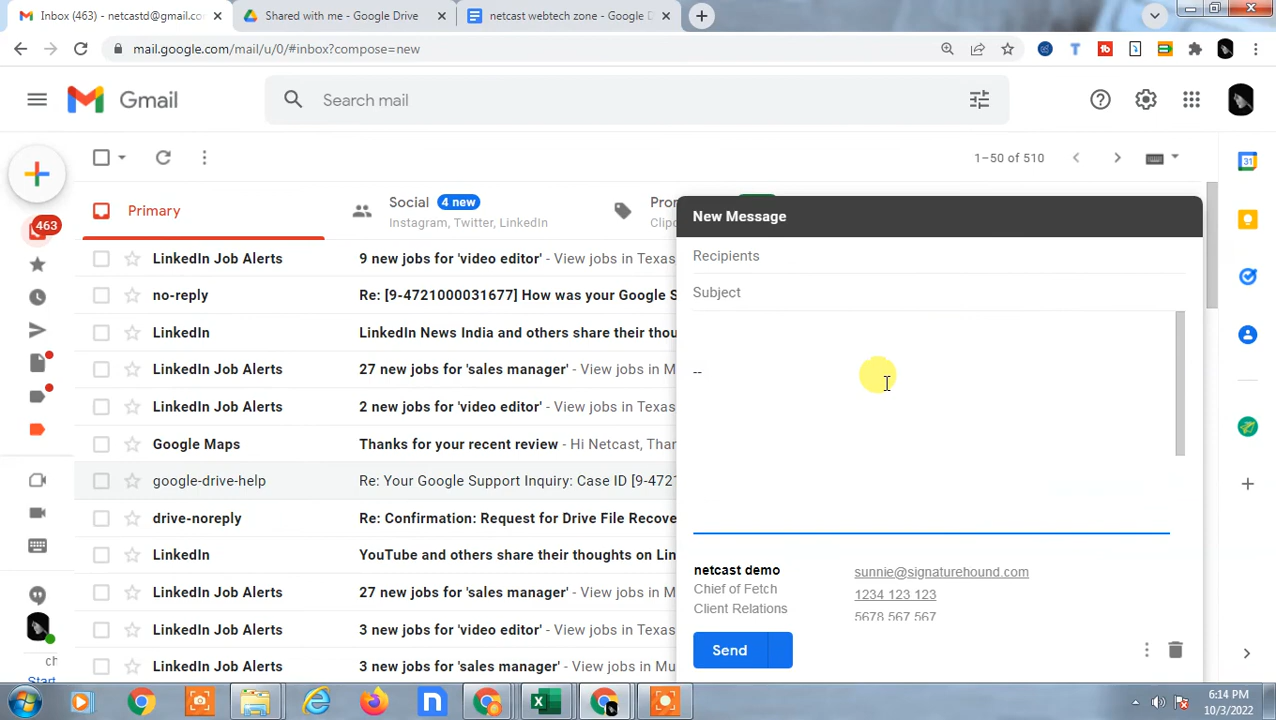 Inbox (463) - netcastd@gmail.co
Shared with me - Google Drive
netcast webtech zone - Google D
mail.google.com/mail/u/0/#inbox?compose=new
Gmail
Search mail
1–50 of 510
463
Primary
Social 4 new
Instagram, Twitter, LinkedIn
Pro
Clipc
LinkedIn Job Alerts 9 new jobs for 'video editor' - View jobs in Texa
no-reply Re: [9-4721000031677] How was your Google S
LinkedIn LinkedIn News India and others share their thou
LinkedIn Job Alerts 27 new jobs for 'sales manager' - View jobs in M
LinkedIn Job Alerts 2 new jobs for 'video editor' - View jobs in Texas
Google Maps Thanks for your recent review - Hi Netcast, Than
google-drive-help Re: Your Google Support Inquiry: Case ID [9-472
drive-noreply Re: Confirmation: Request for Drive File Recove
LinkedIn YouTube and others share their thoughts on Lin
LinkedIn Job Alerts 27 new jobs for 'sales manager' - View jobs in M
LinkedIn Job Alerts 3 new jobs for 'video editor' - View jobs in Texas
LinkedIn Job Alerts 3 new jobs for 'sales manager' - View jobs in Mu
New Message
Recipients
Subject
--
netcast demo
Chief of Fetch
Client Relations
sunnie@signaturehound.com
1234 123 123
5678 567 567
Send
ch
Start
31
6:14 PM
10/3/2022